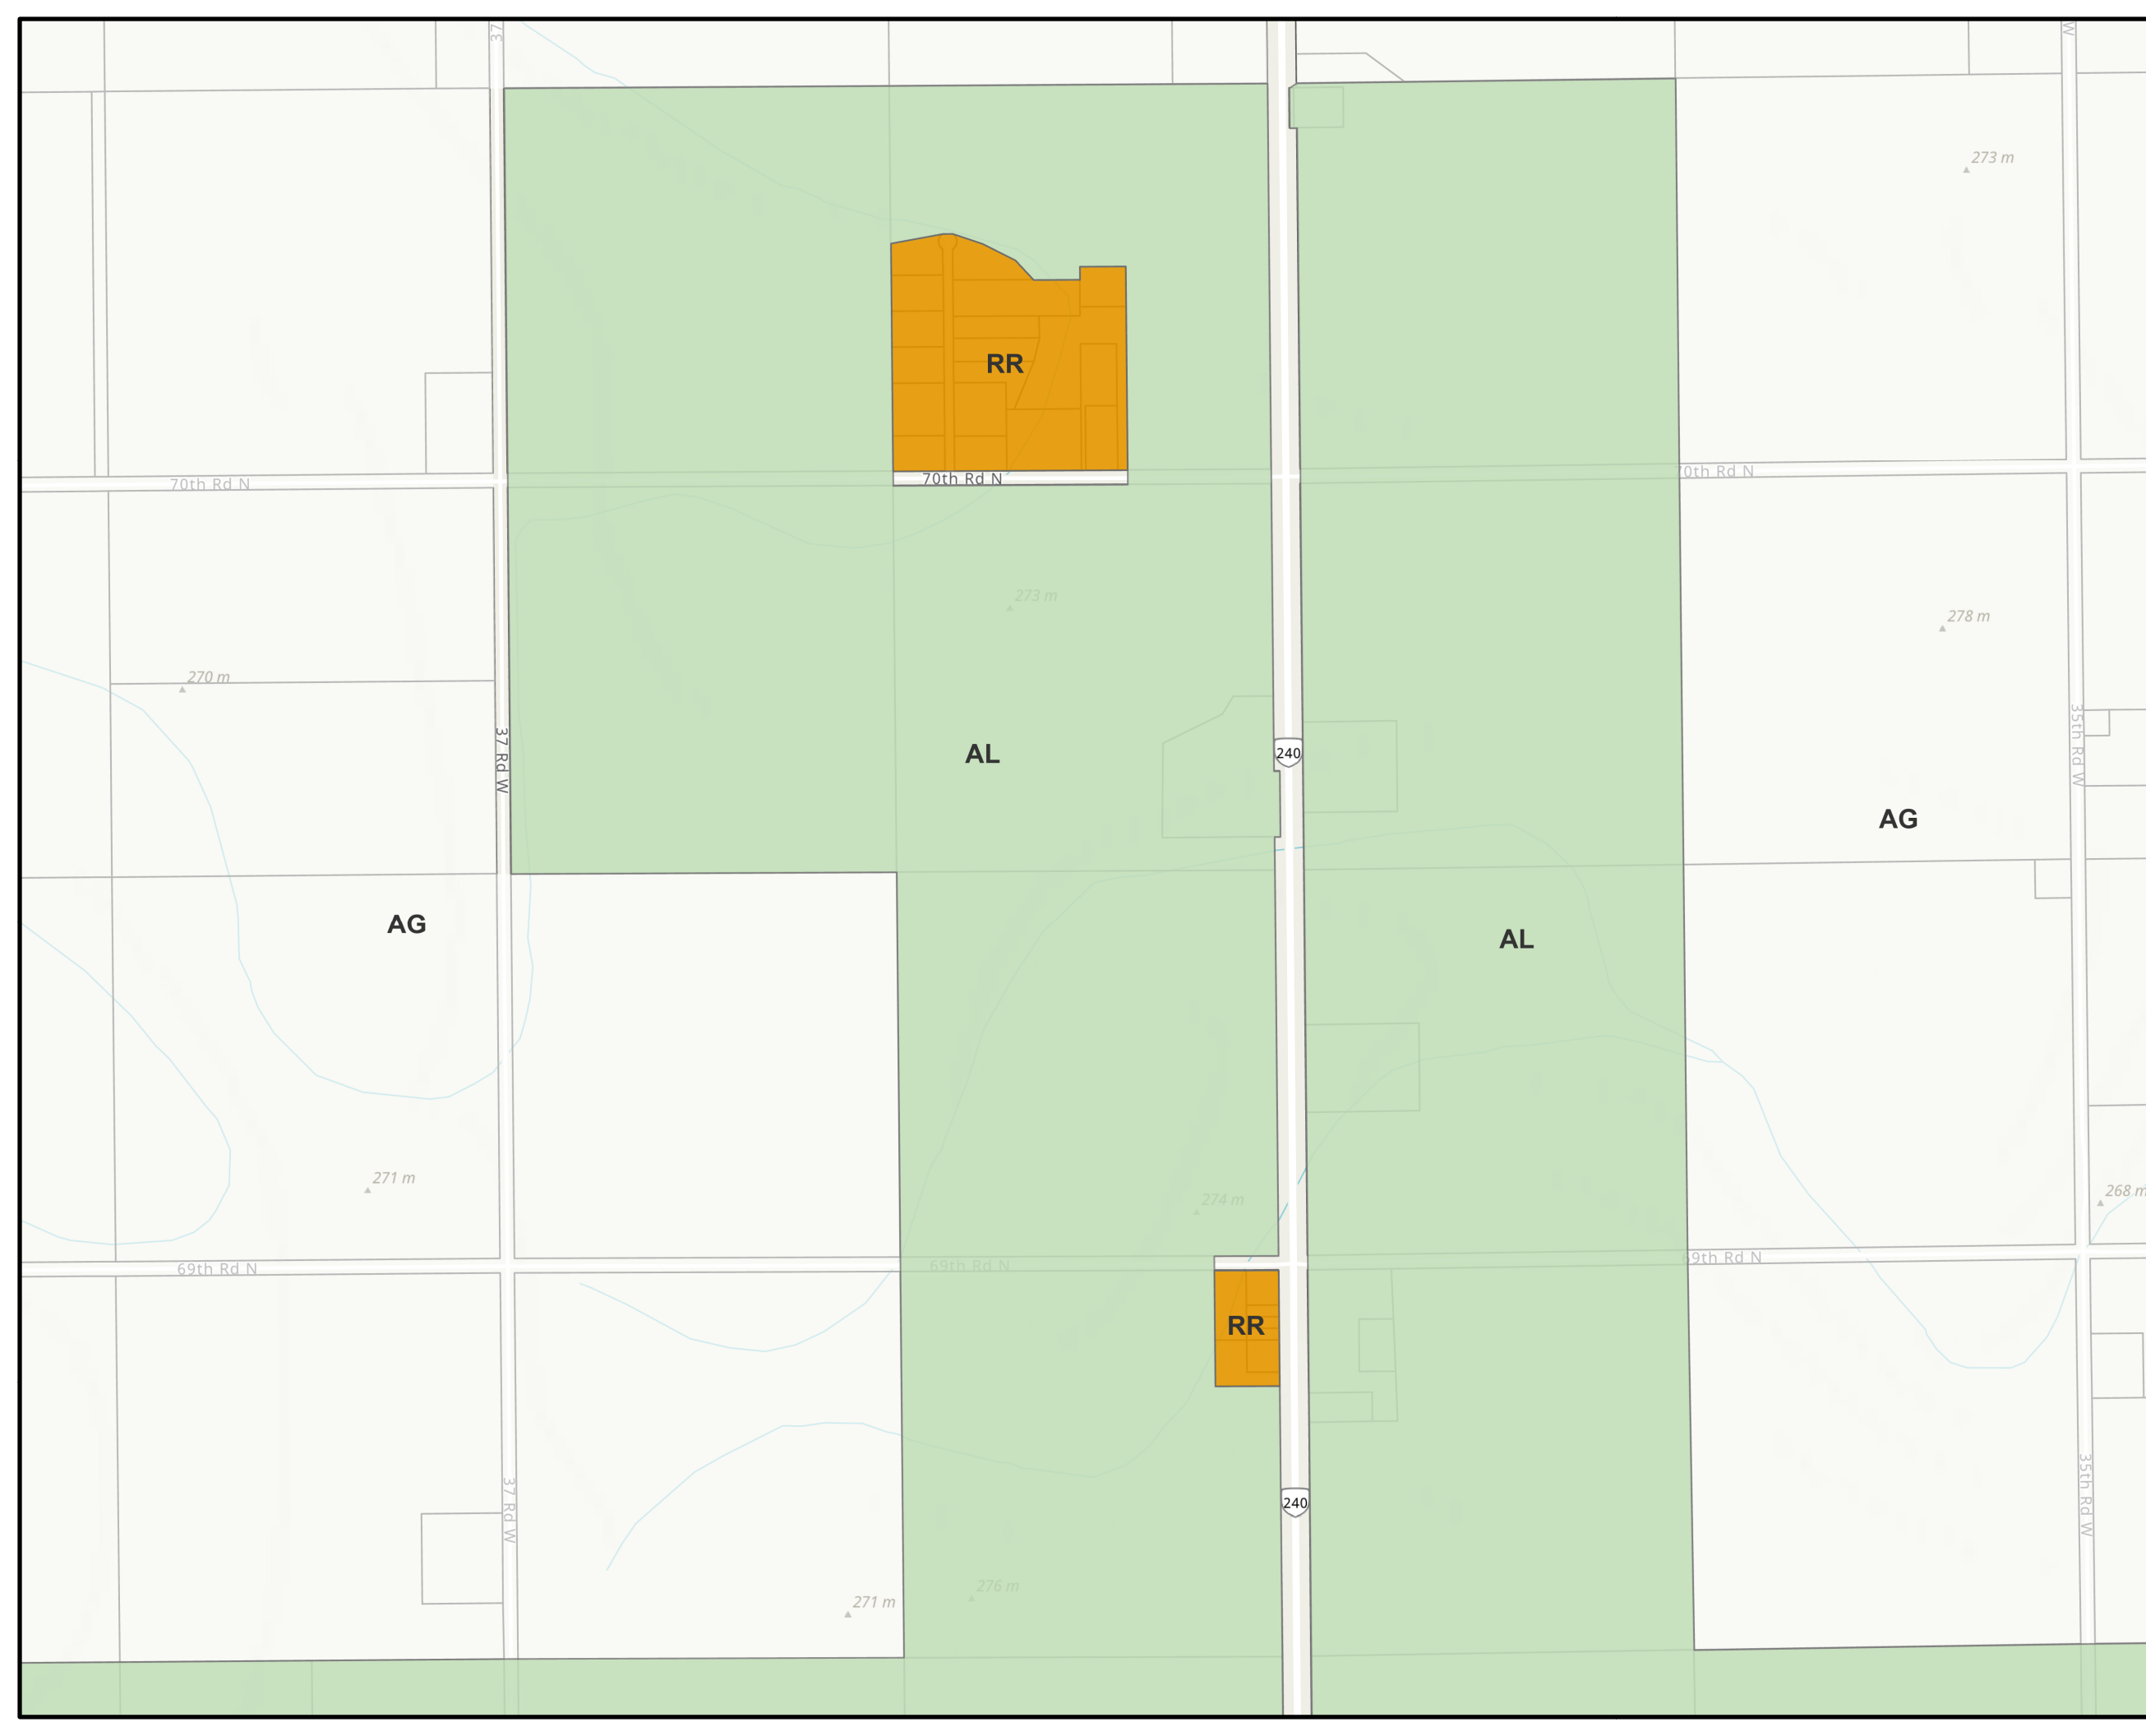 37
W
273 m
RR
70th Rd N
70th Rd N
70th Rd N
273 m
278 m
270 m
37 Rd W
AL
240
35th Rd W
AG
AG
AL
271 m
274 m
268 m
69th Rd N
69th Rd N
69th Rd N
RR
37 Rd W
240
35th Rd W
276 m
271 m